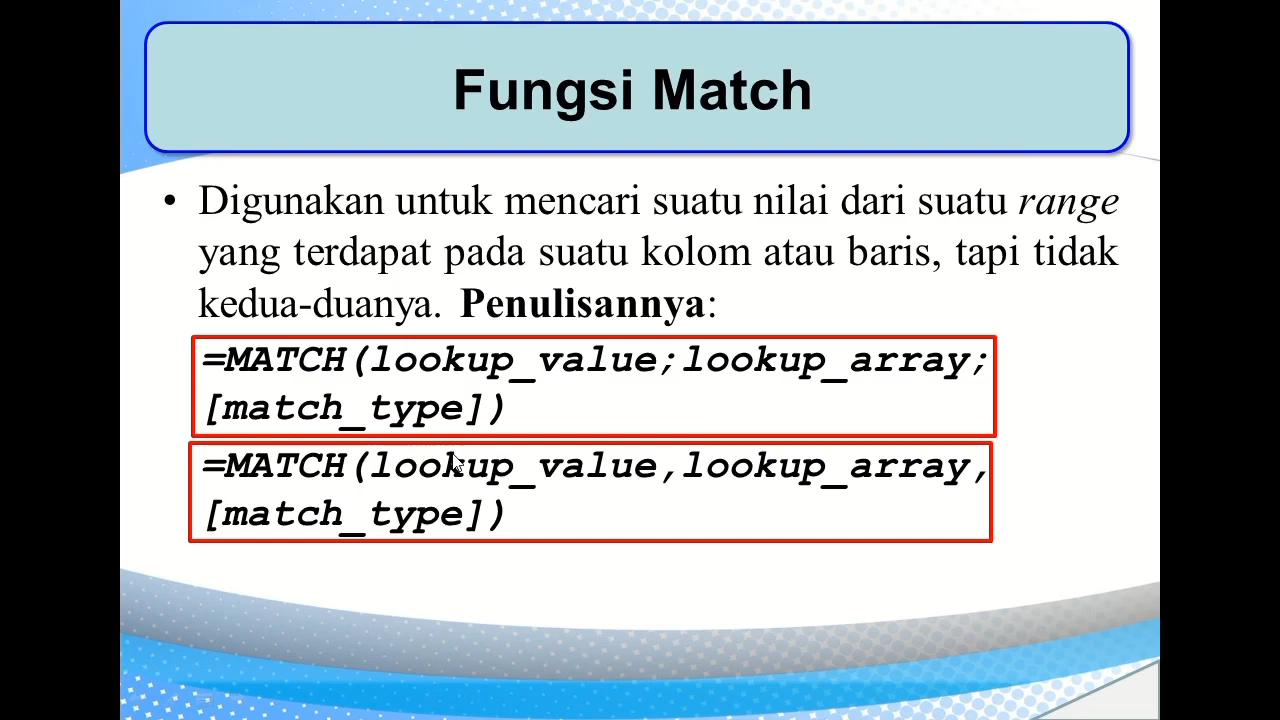 Fungsi Match
• Digunakan untuk mencari suatu nilai dari suatu range
yang terdapat pada suatu kolom atau baris, tapi tidak
kedua-duanya. Penulisannya:
=MATCH(lookup_value;lookup_array;
[match_type])
=MATCH(lookup_value,lookup_array,
[match_type])